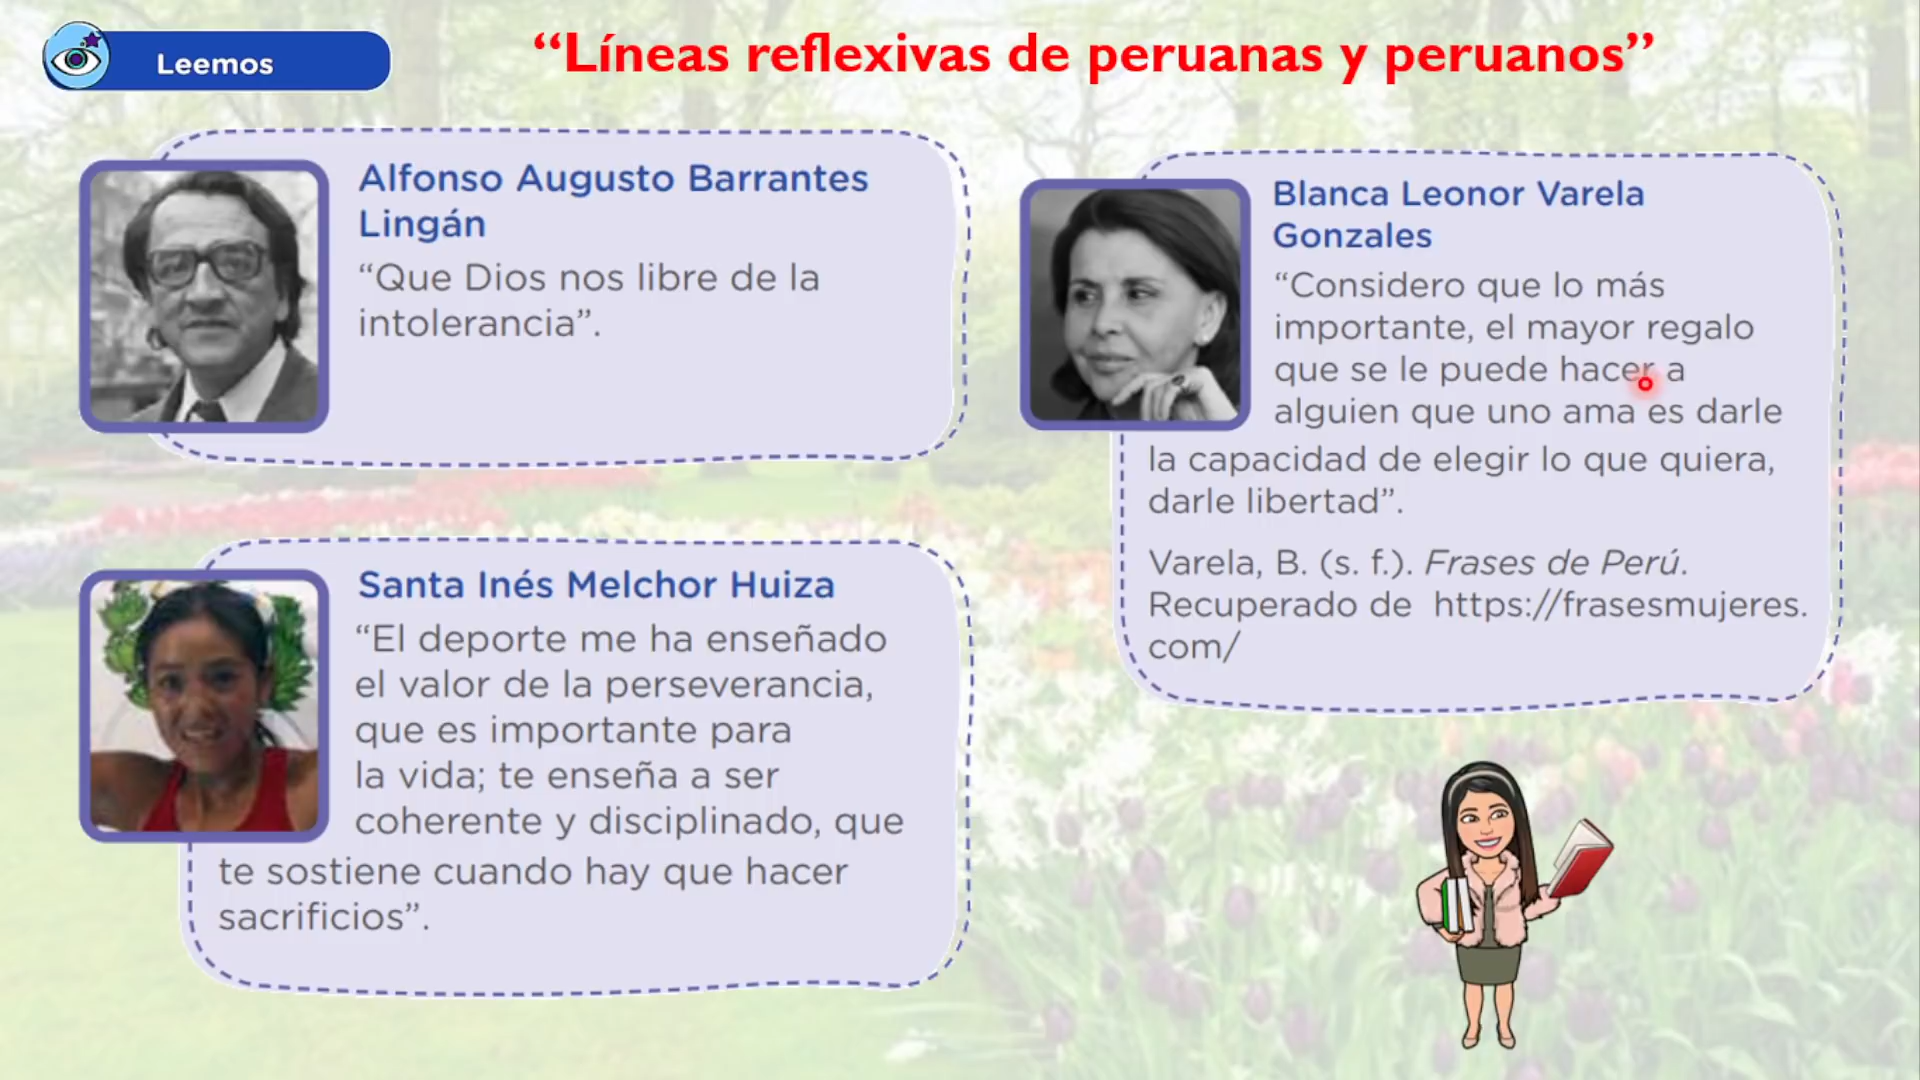 Leemos
“Líneas reflexivas de peruanas y peruanos”
Alfonso Augusto Barrantes
Lingán
“Que Dios nos libre de la
intolerancia”.
Santa Inés Melchor Huiza
“El deporte me ha enseñado
el valor de la perseverancia,
que es importante para
la vida; te enseña a ser
coherente y disciplinado, que
te sostiene cuando hay que hacer
sacrificios”.
Blanca Leonor Varela
Gonzales
“Considero que lo más
importante, el mayor regalo
que se le puede hacer a
alguien que uno ama es darle
la capacidad de elegir lo que quiera,
darle libertad”.
Varela, B. (s. f.). Frases de Perú.
Recuperado de https://frasesmujeres.
com/